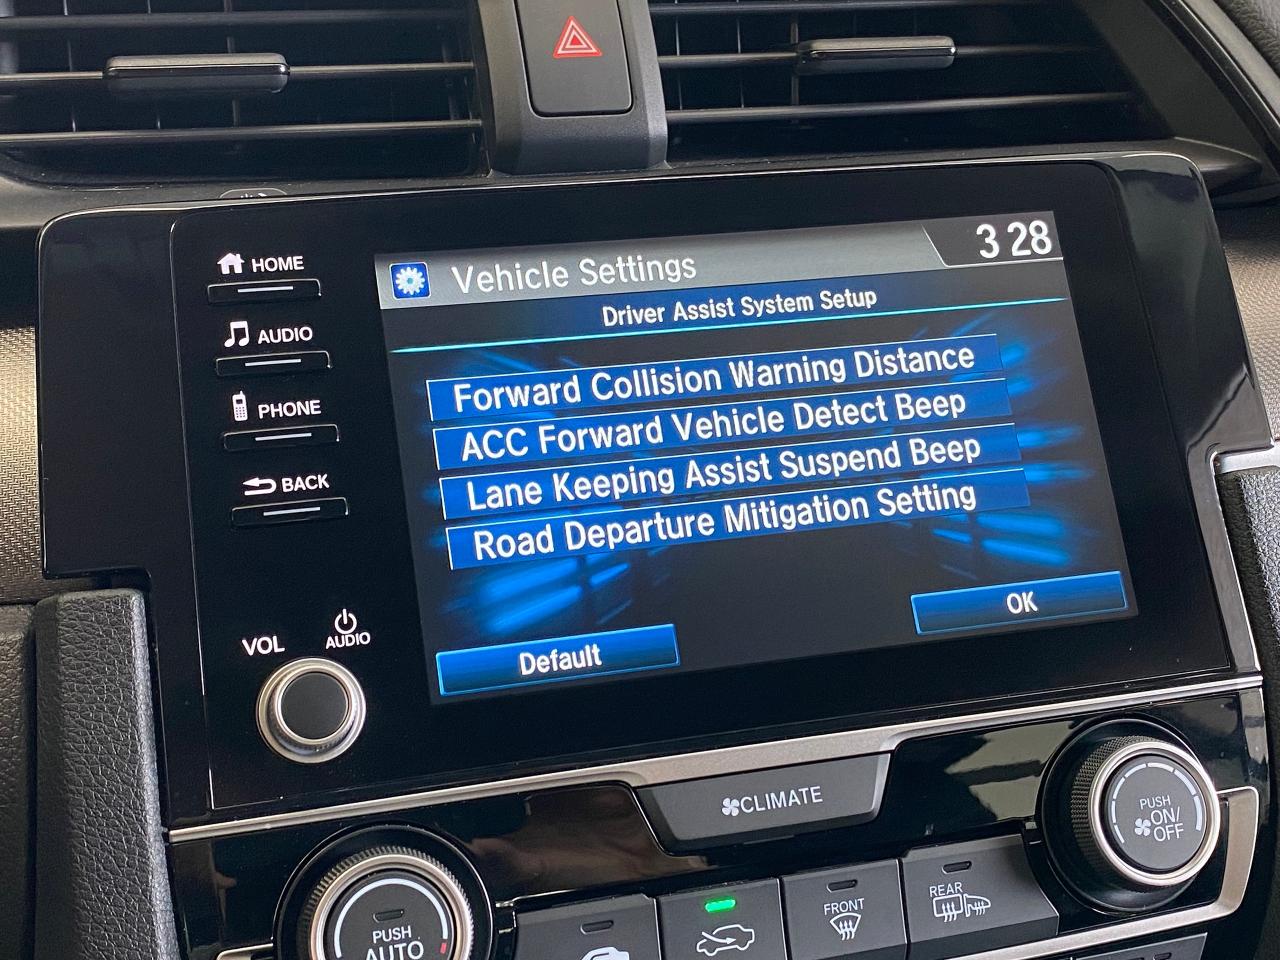 HOME
AUDIO
PHONE
BACK
VOL
AUDIO
Vehicle Settings
3 28
Driver Assist System Setup
Forward Collision Warning Distance
ACC Forward Vehicle Detect Beep
Lane Keeping Assist Suspend Beep
Road Departure Mitigation Setting
Default
OK
CLIMATE
PUSH
AUTO
FRONT
REAR
PUSH
ON/
OFF